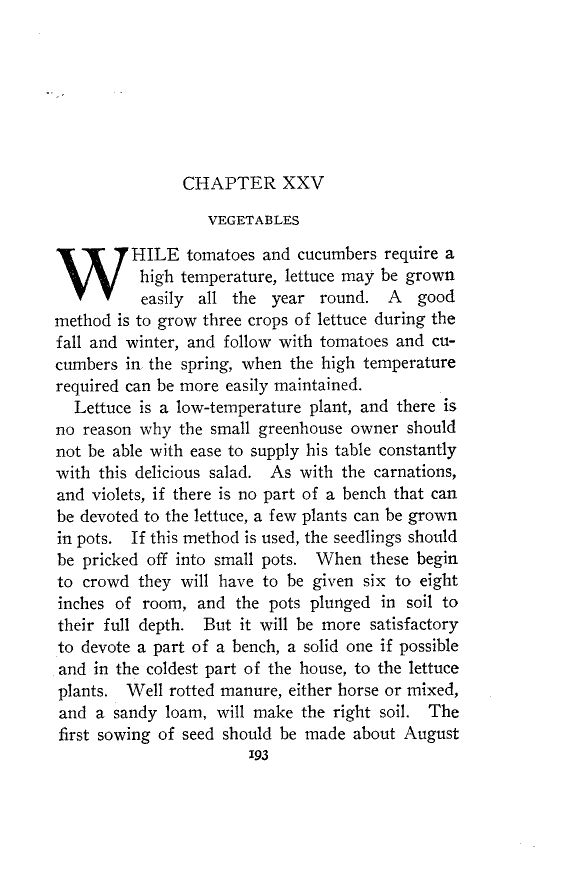 CHAPTER XXV
VEGETABLES
WHILE tomatoes and cucumbers require a
high temperature, lettuce may be grown
easily all the year round. A good
method is to grow three crops of lettuce during the
fall and winter, and follow with tomatoes and cu-
cumbers in the spring, when the high temperature
required can be more easily maintained.
Lettuce is a low-temperature plant, and there is
no reason why the small greenhouse owner should
not be able with ease to supply his table constantly
with this delicious salad. As with the carnations,
and violets, if there is no part of a bench that can
be devoted to the lettuce, a few plants can be grown
in pots. If this method is used, the seedlings should
be pricked off into small pots. When these begin
to crowd they will have to be given six to eight
inches of room, and the pots plunged in soil to
their full depth. But it will be more satisfactory
to devote a part of a bench, a solid one if possible
and in the coldest part of the house, to the lettuce
plants. Well rotted manure, either horse or mixed,
and a sandy loam, will make the right soil. The
first sowing of seed should be made about August
193